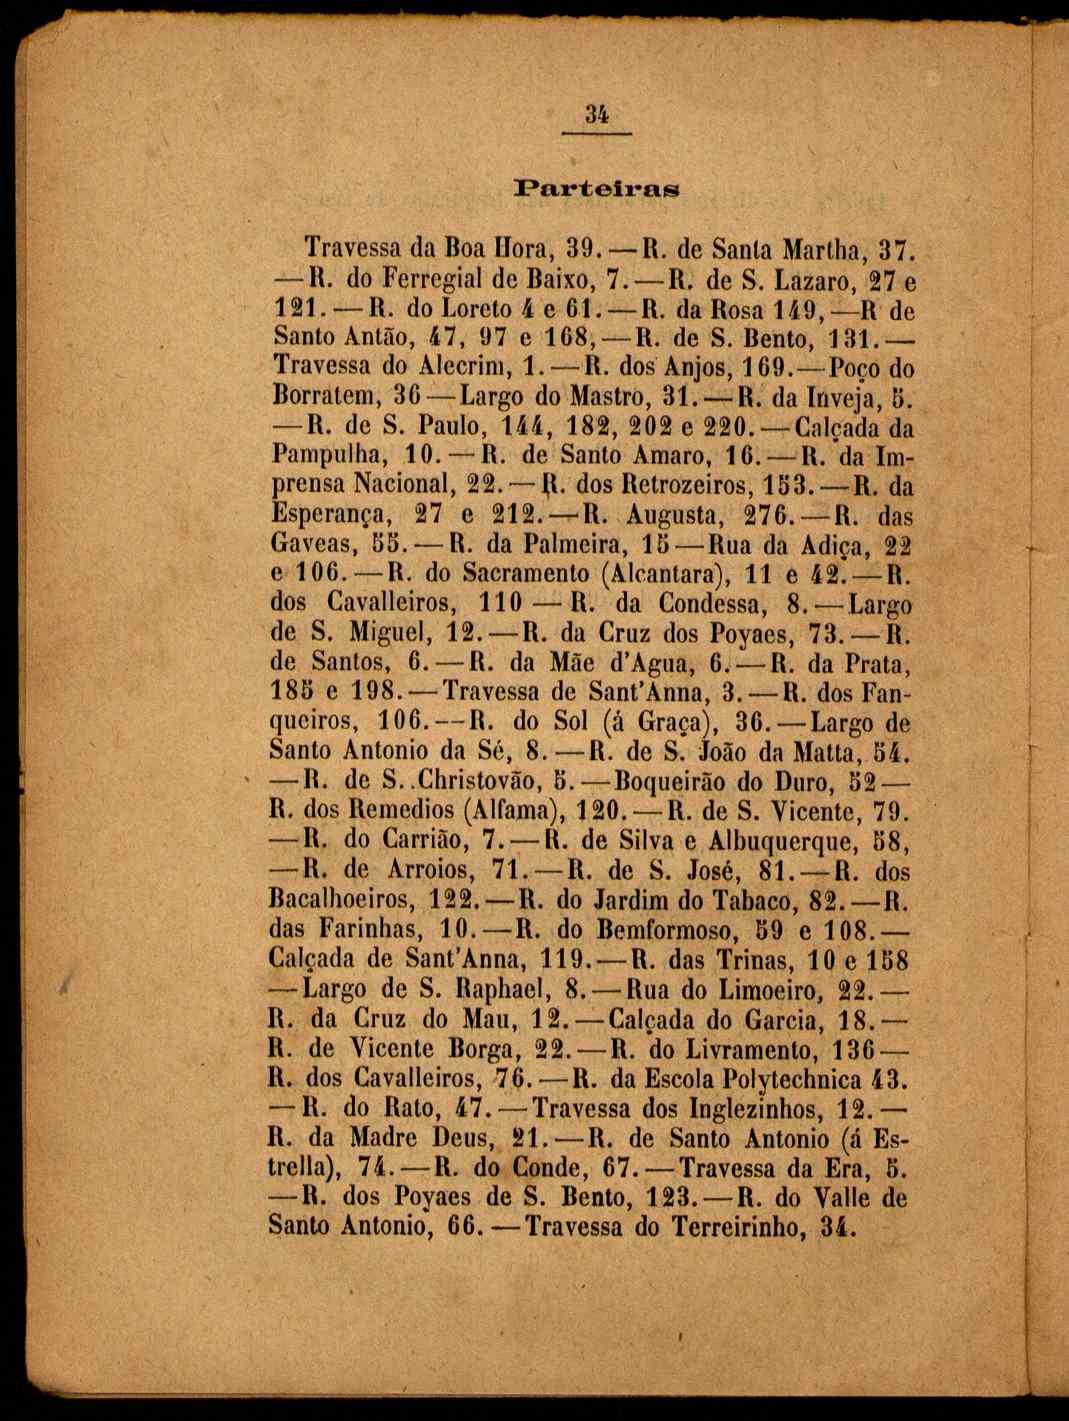 34
Parteiras
Travessa da Boa Hora, 39. — R. de Santa Martha, 37.
— R. do Ferregial de Baixo, 7. — R. de S. Lazaro, 27 e
121. — R. do Loreto 4 e 61. — R. da Rosa 149, — R de
Santo Antão, 47, 97 e 168, — R. de S. Bento, 131. —
Travessa do Alecrim, 1. — R. dos Anjos, 169. — Poço do
Borratem, 36 — Largo do Mastro, 31. — R. da Inveja, 5.
— R. de S. Paulo, 144, 182, 202 e 220. — Calçada da
Pampulha, 10. — R. de Santo Amaro, 16. — R. da Im-
prensa Nacional, 22. — R. dos Retrozeiros, 153. — R. da
Esperança, 27 e 212. — R. Augusta, 276. — R. das
Gaveas, 55. — R. da Palmeira, 15 — Rua da Adiça, 22
e 106. — R. do Sacramento (Alcantara), 11 e 42. — R.
dos Cavalleiros, 110 — R. da Condessa, 8. — Largo
de S. Miguel, 12. — R. da Cruz dos Poyaes, 73. — R.
de Santos, 6. — R. da Mãe d'Agua, 6. — R. da Prata,
185 e 198. — Travessa de Sant'Anna, 3. — R. dos Fan-
queiros, 106. — R. do Sol (á Graça), 36. — Largo de
Santo Antonio da Sé, 8. — R. de S. João da Matta, 54.
— R. de S. Christovão, 5. — Boqueirão do Duro, 52 —
R. dos Remedios (Alfama), 120. — R. de S. Vicente, 79.
— R. do Carrião, 7. — R. de Silva e Albuquerque, 58,
— R. de Arroios, 71. — R. de S. José, 81. — R. dos
Bacalhoeiros, 122. — R. do Jardim do Tabaco, 82. — R.
das Farinhas, 10. — R. do Bemformoso, 59 e 108. —
Calçada de Sant'Anna, 119. — R. das Trinas, 10 e 158
— Largo de S. Raphael, 8. — Rua do Limoeiro, 22. —
R. da Cruz do Mau, 12. — Calçada do Garcia, 18. —
R. de Vicente Borga, 22. — R. do Livramento, 136 —
R. dos Cavalleiros, 76. — R. da Escola Polytechnica 43.
— R. do Rato, 47. — Travessa dos Inglezinhos, 12. —
R. da Madre Deus, 21. — R. de Santo Antonio (á Es-
trella), 74. — R. do Conde, 67. — Travessa da Era, 5.
— R. dos Poyaes de S. Bento, 123. — R. do Valle de
Santo Antonio, 66. — Travessa do Terreirinho, 34.